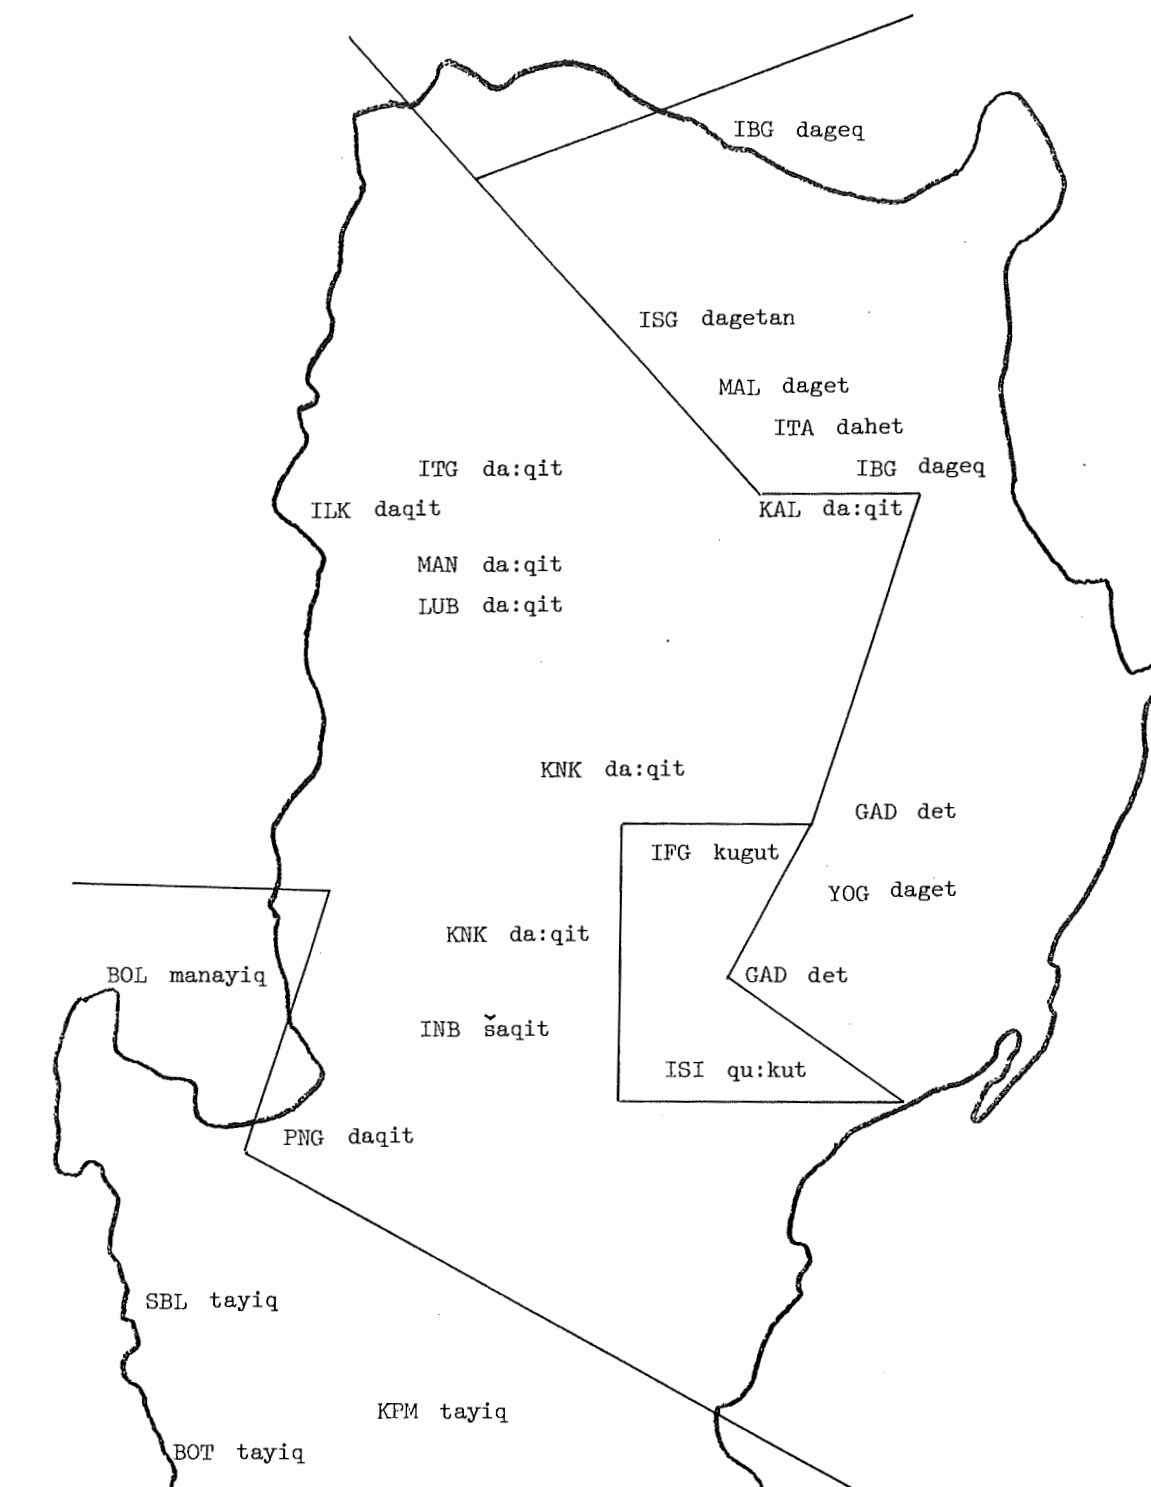 IBG dageq
ISG dagetan
MAL daget
ITA dahet
IBG dageq
ITG da:qit
ILK daqit
KAL da:qit
MAN da:qit
LUB da:qit
KNK da:qit
GAD det
IFG kugut
YOG daget
KNK da:qit
BOL manayiq
GAD det
INB šaqit
ISI qu:kut
PNG daqit
SBL tayiq
KPM tayiq
BOT tayiq